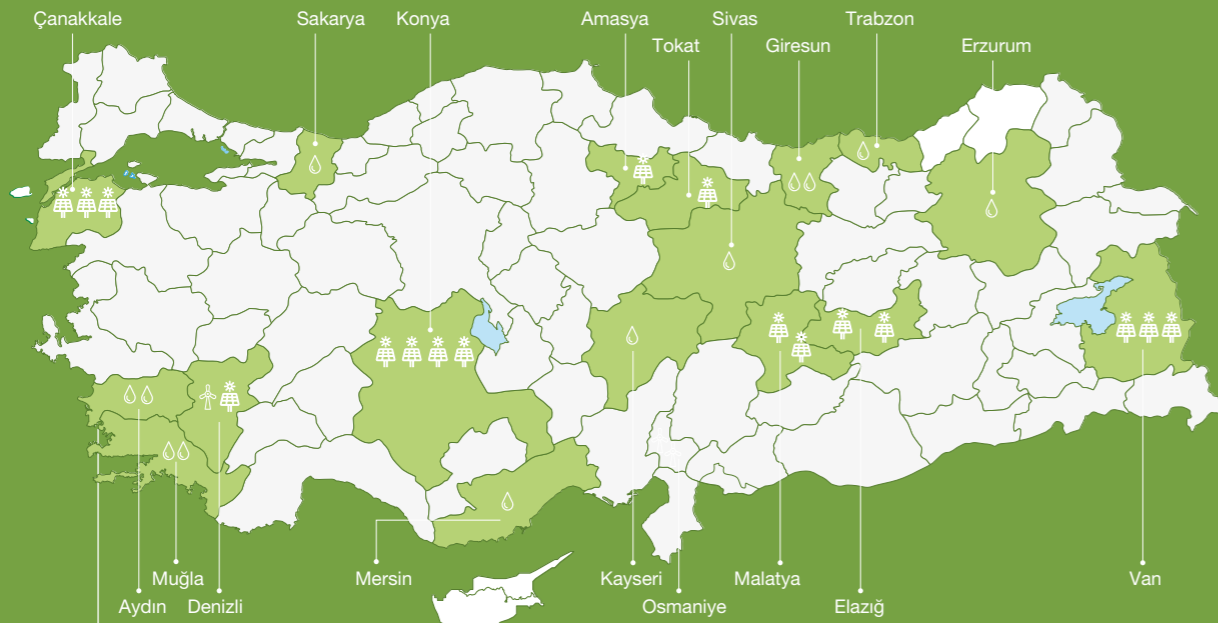 Çanakkale
Sakarya
Konya
Amasya
Sivas
Trabzon
Tokat
Giresun
Erzurum
Muğla
Mersin
Kayseri
Malatya
Van
Aydın
Denizli
Osmaniye
Elazığ